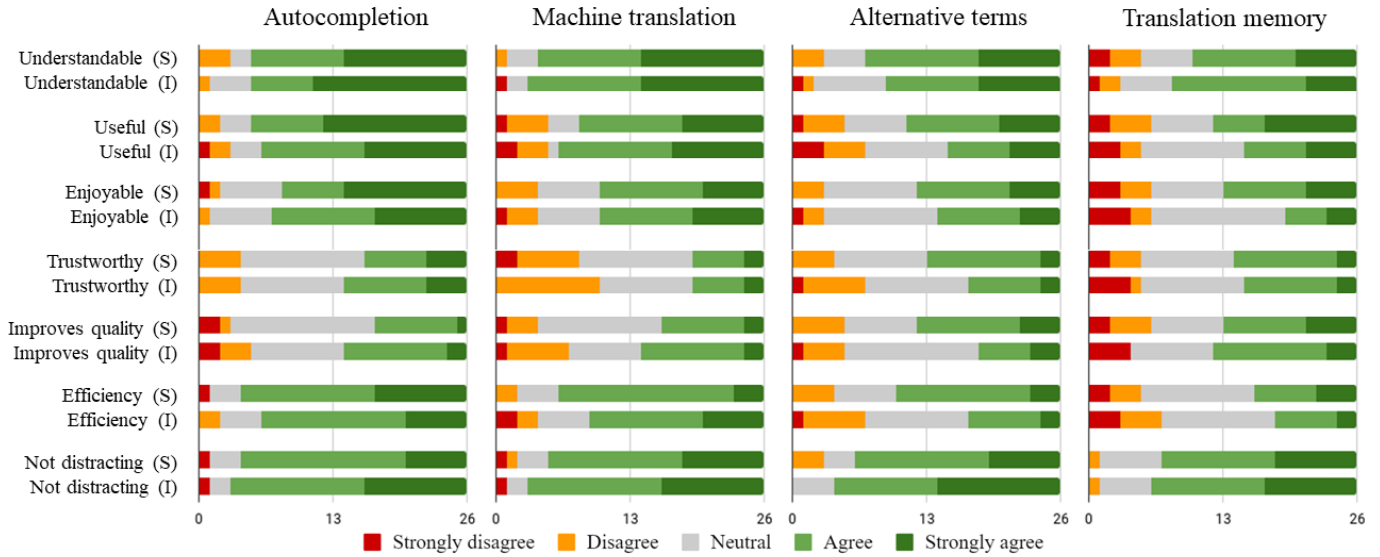 Autocompletion Machine translation Alternative terms Translation memory
Understandable (S)
Understandable (I)
Useful (S)
Useful (I)
Enjoyable (S)
Enjoyable (I)
Trustworthy (S)
Trustworthy (I)
Improves quality (S)
Improves quality (I)
Efficiency (S)
Efficiency (I)
Not distracting (S)
Not distracting (I)
0 13 26 0 13 26 0 13 26 0 13 26
Strongly disagree Disagree Neutral Agree Strongly agree